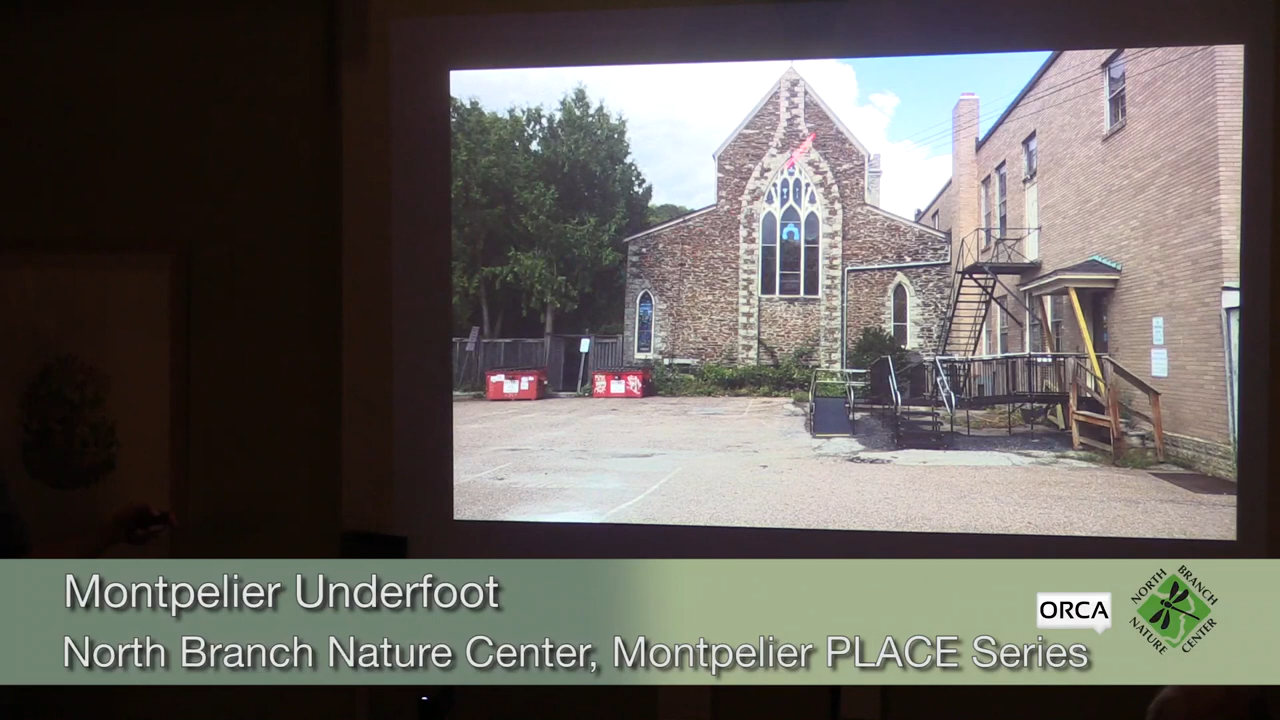 Montpelier Underfoot
North Branch Nature Center, Montpelier PLACE Series
ORCA
NORTH BRANCH
NATURE CENTER